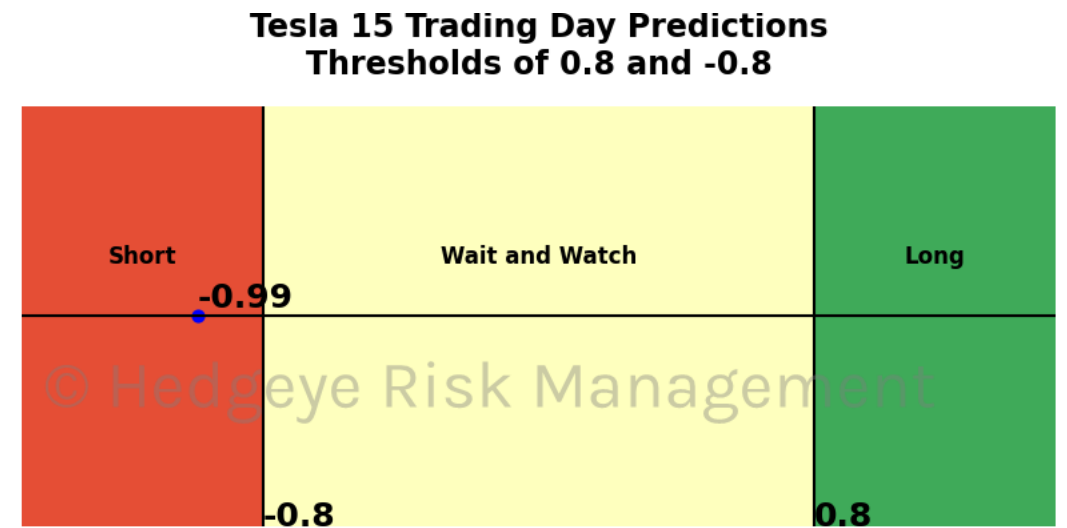 Tesla 15 Trading Day Predictions
Thresholds of 0.8 and -0.8
Short
Wait and Watch
Long
-0.99
© Hedgeye Risk Management
-0.8
0.8